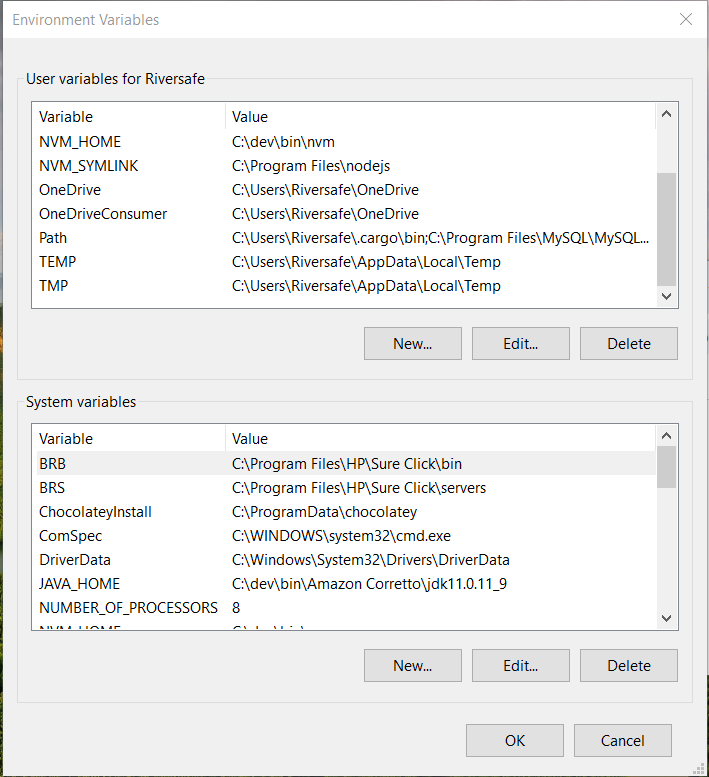 Environment Variables
User variables for Riversafe
Variable Value
NVM_HOME C:\dev\bin\nvm
NVM_SYMLINK C:\Program Files\nodejs
OneDrive C:\Users\Riversafe\OneDrive
OneDriveConsumer C:\Users\Riversafe\OneDrive
Path C:\Users\Riversafe\.cargo\bin;C:\Program Files\MySQL\MySQL...
TEMP C:\Users\Riversafe\AppData\Local\Temp
TMP C:\Users\Riversafe\AppData\Local\Temp
New... Edit... Delete
System variables
Variable Value
BRB C:\Program Files\HP\Sure Click\bin
BRS C:\Program Files\HP\Sure Click\servers
ChocolateyInstall C:\ProgramData\chocolatey
ComSpec C:\WINDOWS\system32\cmd.exe
DriverData C:\Windows\System32\Drivers\DriverData
JAVA_HOME C:\dev\bin\Amazon Corretto\jdk11.0.11_9
NUMBER_OF_PROCESSORS 8
NVM_HOME
New... Edit... Delete
OK Cancel